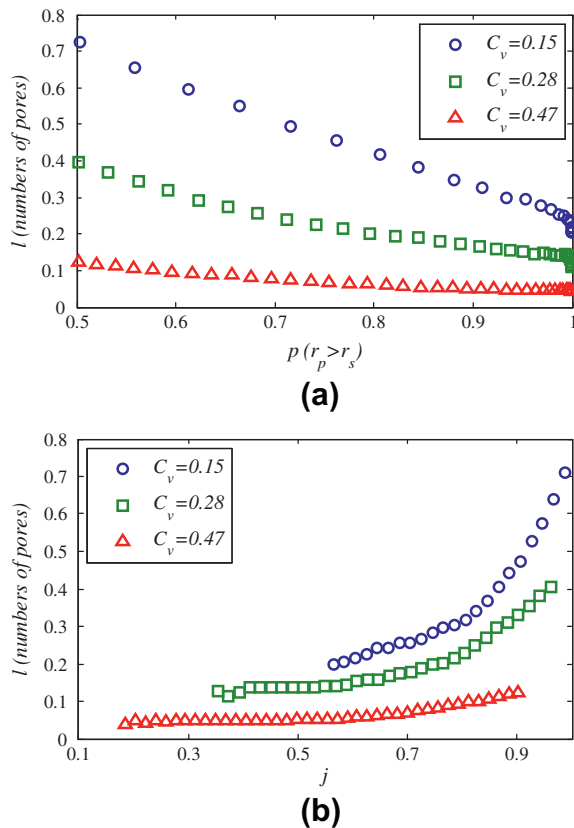 0.8
0.7
0.6
0.5
0.4
0.3
0.2
0.1
0
l (numbers of pores)
C_v=0.15
C_v=0.28
C_v=0.47
0.5 0.6 0.7 0.8 0.9 1
p (r_p>r_s)
(a)
0.8
0.7
0.6
0.5
0.4
0.3
0.2
0.1
0
l (numbers of pores)
C_v=0.15
C_v=0.28
C_v=0.47
0.1 0.3 0.5 0.7 0.9
j
(b)